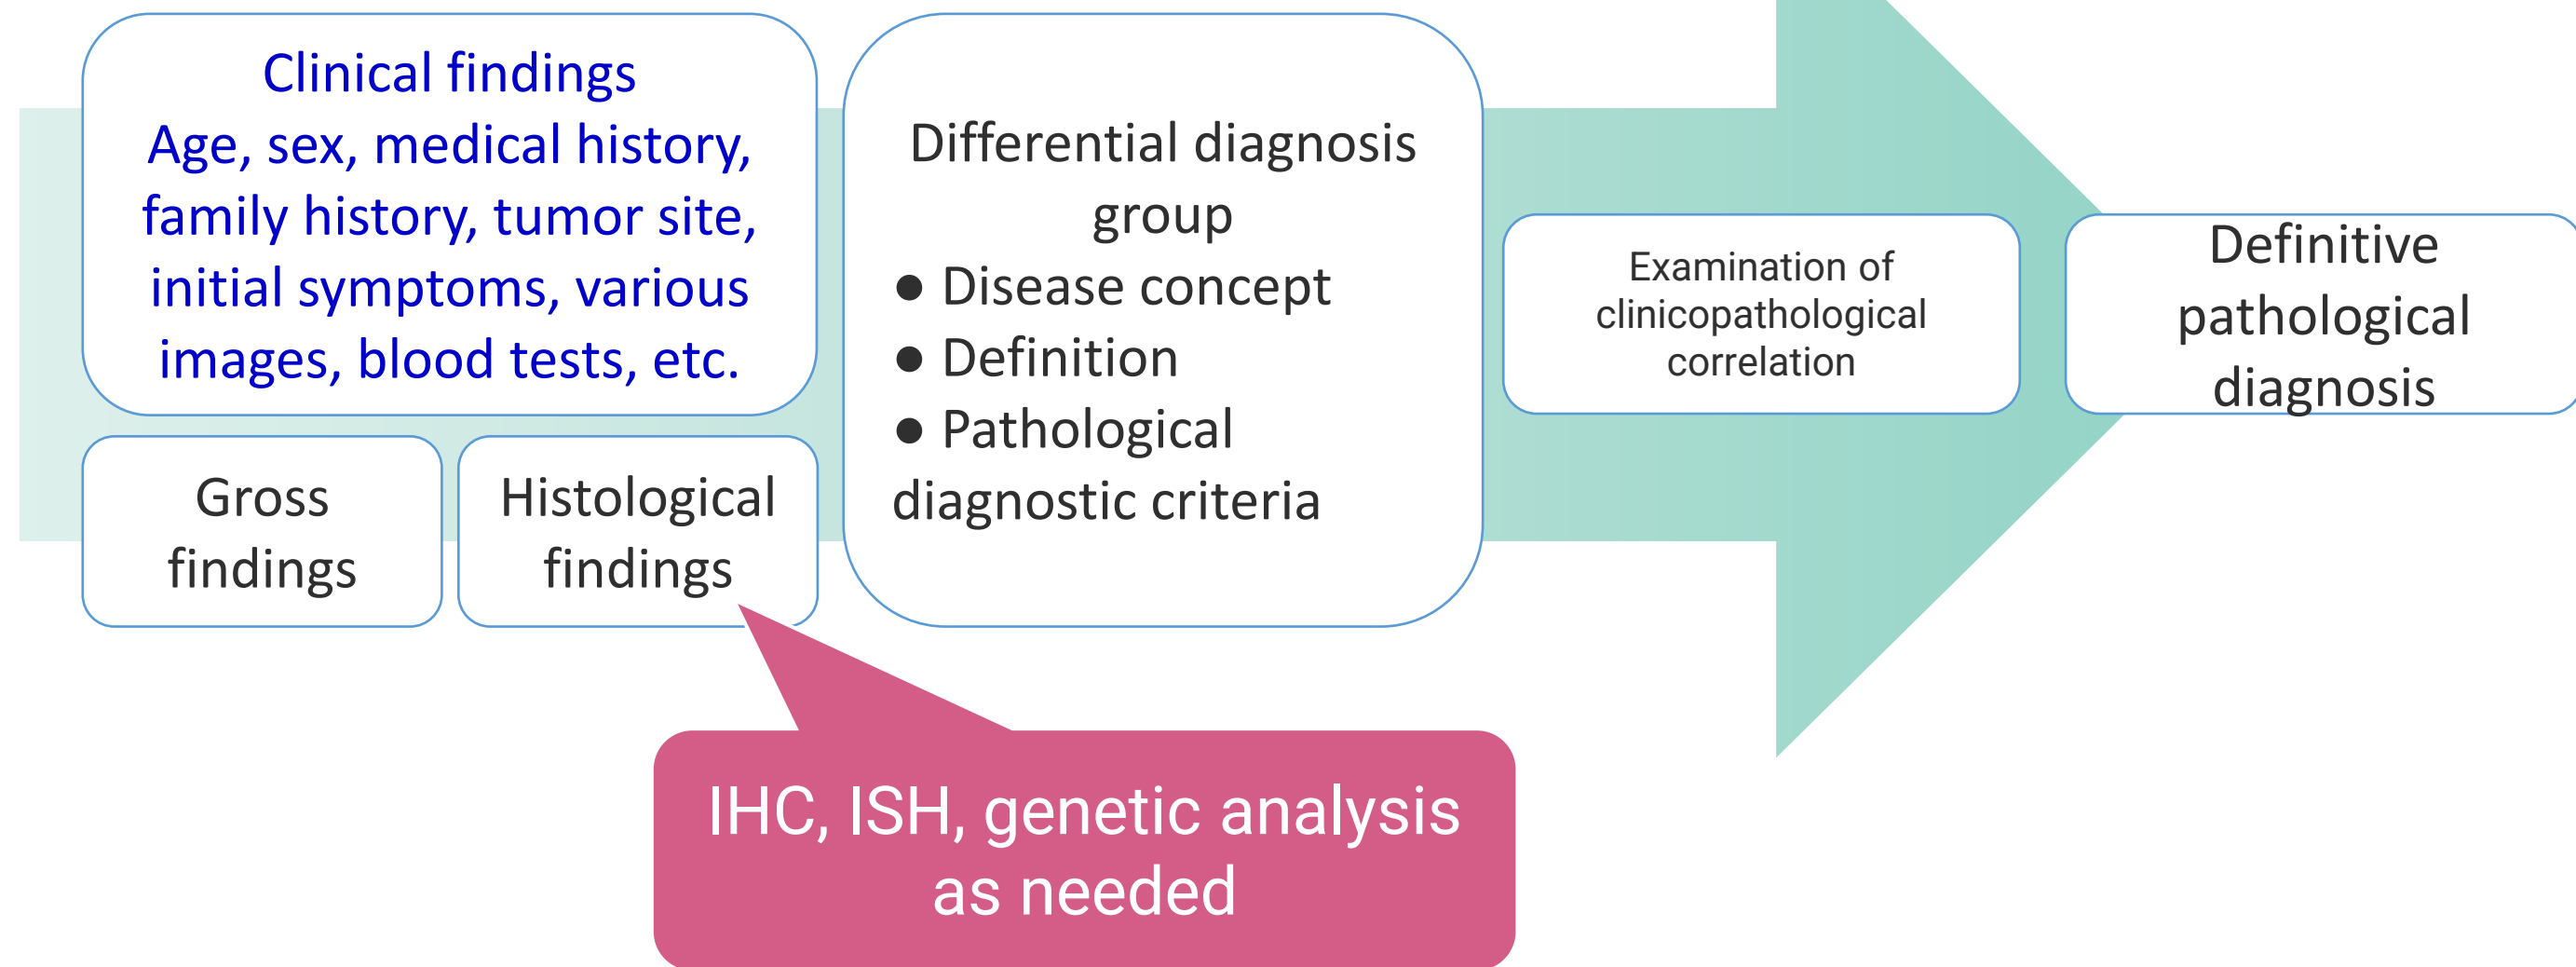 Clinical findings
Age, sex, medical history,
family history, tumor site,
initial symptoms, various
images, blood tests, etc.
Gross
findings
Histological
findings
Differential diagnosis
group
● Disease concept
● Definition
● Pathological
diagnostic criteria
Examination of
clinicopathological
correlation
Definitive
pathological
diagnosis
IHC, ISH, genetic analysis
as needed